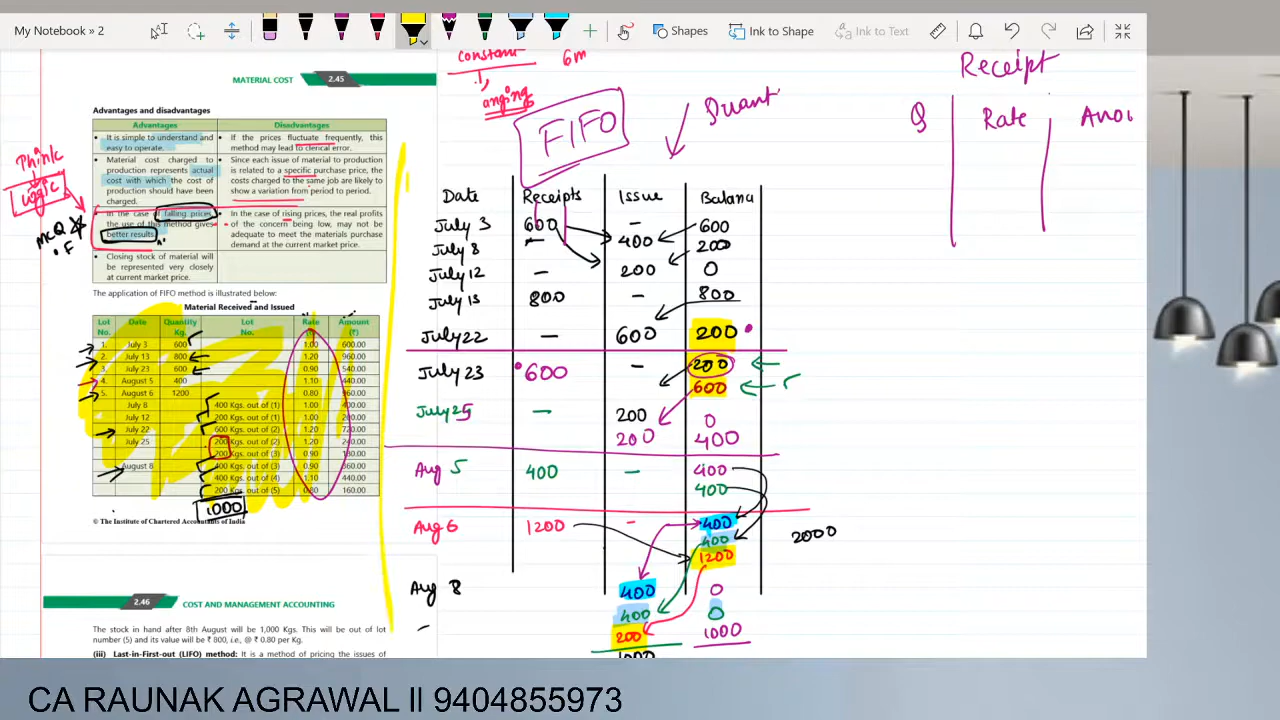 My Notebook » 2
Shapes
Ink to Shape
Ink to Text
MATERIAL COST 2.45
Advantages and disadvantages
Advantages Disadvantages
• It is simple to understand and easy to operate.
• If the prices fluctuate frequently, this method may lead to clerical error.
• Material cost charged to production represents actual cost with which the cost of production should have been charged.
• Since each issue of material to production is related to a specific purchase price, the costs charged to the same job are likely to show a variation from period to period.
• In the case of falling prices, the use of this method gives better results.
• In the case of rising prices, the real profits of the concern being low, may not be adequate to meet the materials purchase demand at the current market price.
• Closing stock of material will be represented very closely at current market price.
The application of FIFO method is illustrated below:
Material Received and Issued
Lot No. Date Quantity Kg. Lot No. Rate Amount (₹)
1. July 3 600 1.00 600.00
2. July 13 800 1.20 960.00
3. July 23 600 0.90 540.00
4. August 5 400 1.10 440.00
5. August 6 1200 0.80 960.00
July 8 400 Kgs. out of (1) 1.00 400.00
July 12 200 Kgs. out of (1) 1.00 200.00
July 22 600 Kgs. out of (2) 1.20 720.00
July 25 200 Kgs. out of (2) 1.20 240.00
200 Kgs. out of (3) 0.90 180.00
August 8 400 Kgs. out of (3) 0.90 360.00
400 Kgs. out of (4) 1.10 440.00
200 Kgs. out of (5) 0.80 160.00
1000
© The Institute of Chartered Accountants of India
2.46 COST AND MANAGEMENT ACCOUNTING
The stock in hand after 8th August will be 1,000 Kgs. This will be out of lot
number (5) and its value will be ₹ 800, i.e., @ ₹ 0.80 per Kg.
(iii) Last-in-First-out (LIFO) method: It is a method of pricing the issues of
Think
Logic
MCQ
constant 6m
anging
FIFO
Quant
Date Receipts Issue Balanu
July 3 600 - 600
July 8 - 400 200
July 12 - 200 0
July 13 800 - 800
July 22 - 600 200
July 23 600 - 200
600
July 25 - 200 0
200 400
Aug 5 400 - 400
400
Aug 6 1200 - 400
400
1200
2000
Aug 8 400 0
400 0
- 200 1000
1000
Receipt
Q Rate Amou
CA RAUNAK AGRAWAL II 9404855973